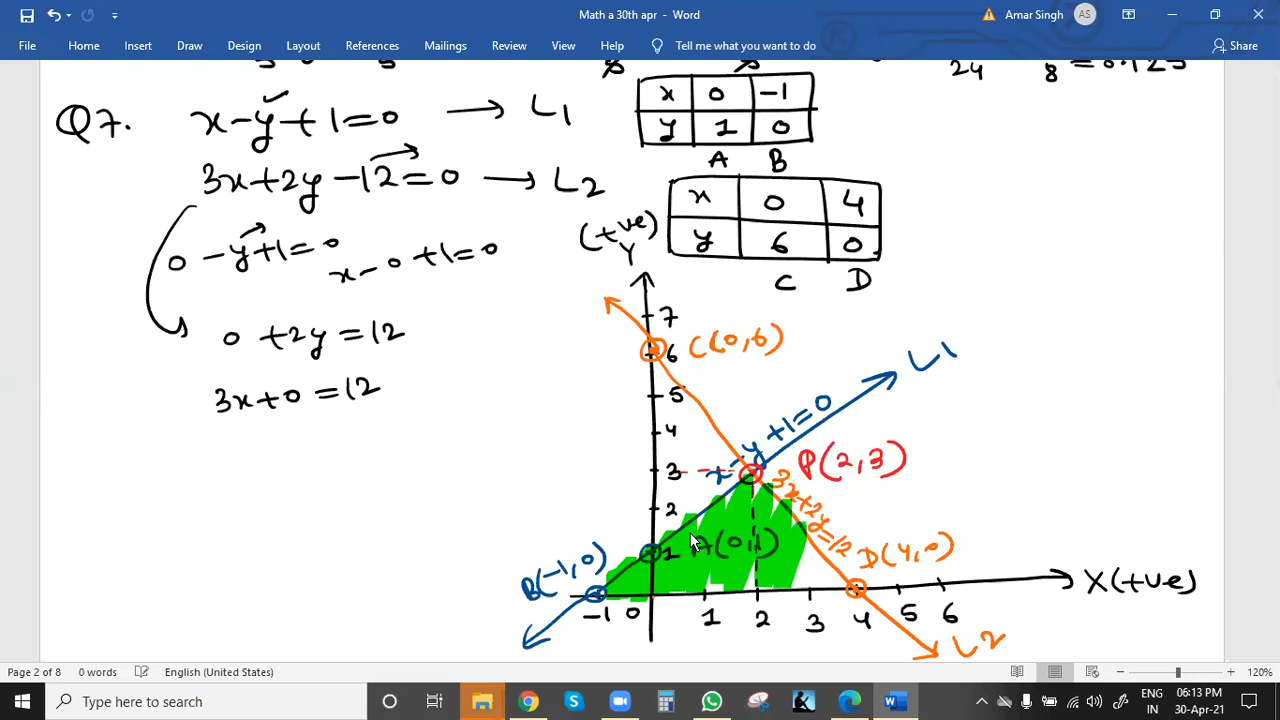 Math a 30th apr - Word
Amar Singh AS
File Home Insert Draw Design Layout References Mailings Review View Help Tell me what you want to do Share
24 8 = 0.125
Q7. x-y+1=0 → L1
x 0 -1
y 1 0
A B
3x+2y-12=0 → L2
x 0 4
y 6 0
C D
0-y+1=0 x-0+1=0
0+2y=12
3x+0=12
(+ve)
Y
7
6 C(0,6)
5
4
3
2
1
L1
x-y+1=0
P(2,3)
3x+2y=12
A(0,1)
B(-1,0)
D(4,0)
X(+ve)
-1 0 1 2 3 4 5 6
L2
Page 2 of 8 0 words English (United States) 120%
Type here to search
ENG
IN
06:13 PM
30-Apr-21